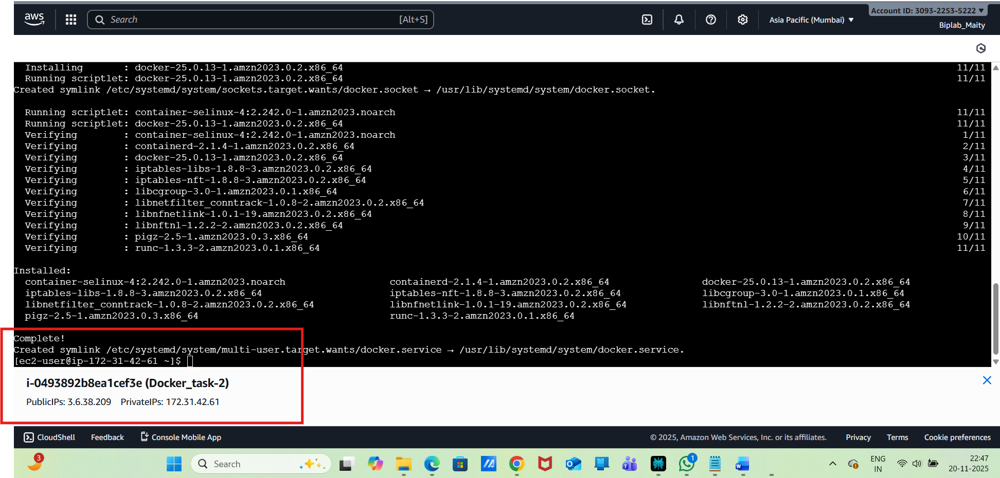 aws
Search [Alt+S]
Asia Pacific (Mumbai)
Account ID: 3093-2253-5222
Biplab_Maity
Installing : docker-25.0.13-1.amzn2023.0.2.x86_64 11/11
Running scriptlet: docker-25.0.13-1.amzn2023.0.2.x86_64 11/11
Created symlink /etc/systemd/system/sockets.target.wants/docker.socket → /usr/lib/systemd/system/docker.socket.
Running scriptlet: container-selinux-4:2.242.0-1.amzn2023.noarch 11/11
Running scriptlet: docker-25.0.13-1.amzn2023.0.2.x86_64 11/11
Verifying : container-selinux-4:2.242.0-1.amzn2023.noarch 1/11
Verifying : containerd-2.1.4-1.amzn2023.0.2.x86_64 2/11
Verifying : docker-25.0.13-1.amzn2023.0.2.x86_64 3/11
Verifying : iptables-libs-1.8.8-3.amzn2023.0.2.x86_64 4/11
Verifying : iptables-nft-1.8.8-3.amzn2023.0.2.x86_64 5/11
Verifying : libcgroup-3.0-1.amzn2023.0.1.x86_64 6/11
Verifying : libnetfilter_conntrack-1.0.8-2.amzn2023.0.2.x86_64 7/11
Verifying : libnfnetlink-1.0.1-19.amzn2023.0.2.x86_64 8/11
Verifying : libnftnl-1.2.2-2.amzn2023.0.2.x86_64 9/11
Verifying : pigz-2.5-1.amzn2023.0.3.x86_64 10/11
Verifying : runc-1.3.3-2.amzn2023.0.1.x86_64 11/11
Installed:
container-selinux-4:2.242.0-1.amzn2023.noarch containerd-2.1.4-1.amzn2023.0.2.x86_64 docker-25.0.13-1.amzn2023.0.2.x86_64
iptables-libs-1.8.8-3.amzn2023.0.2.x86_64 iptables-nft-1.8.8-3.amzn2023.0.2.x86_64 libcgroup-3.0-1.amzn2023.0.1.x86_64
libnetfilter_conntrack-1.0.8-2.amzn2023.0.2.x86_64 libnfnetlink-1.0.1-19.amzn2023.0.2.x86_64 libnftnl-1.2.2-2.amzn2023.0.2.x86_64
pigz-2.5-1.amzn2023.0.3.x86_64 runc-1.3.3-2.amzn2023.0.1.x86_64
Complete!
Created symlink /etc/systemd/system/multi-user.target.wants/docker.service → /usr/lib/systemd/system/docker.service.
[ec2-user@ip-172-31-42-61 ~]$
i-0493892b8ea1cef3e (Docker_task-2)
PublicIPs: 3.6.38.209 PrivateIPs: 172.31.42.61
CloudShell Feedback Console Mobile App © 2025, Amazon Web Services, Inc. or its affiliates. Privacy Terms Cookie preferences
3
Search
1
ENG
IN
22:47
20-11-2025